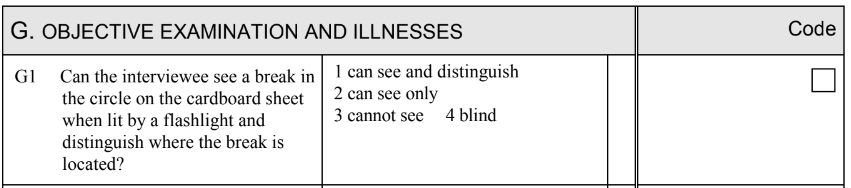 G. OBJECTIVE EXAMINATION AND ILLNESSES Code
G1 Can the interviewee see a break in
the circle on the cardboard sheet
when lit by a flashlight and
distinguish where the break is
located?
1 can see and distinguish
2 can see only
3 cannot see 4 blind